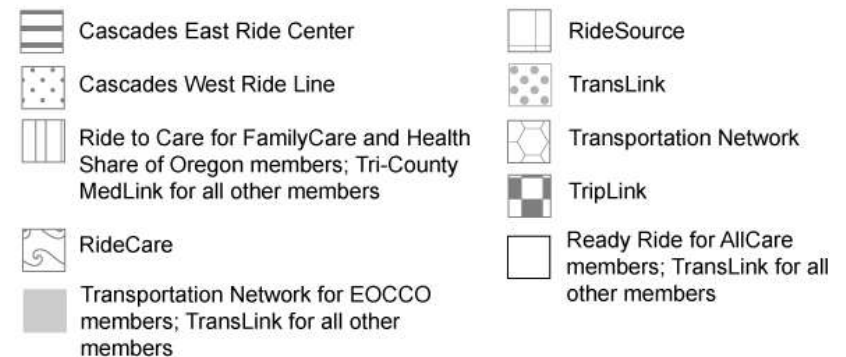 Cascades East Ride Center
Cascades West Ride Line
Ride to Care for FamilyCare and Health
Share of Oregon members; Tri-County
MedLink for all other members
RideCare
Transportation Network for EOCCO
members; TransLink for all other
members
RideSource
TransLink
Transportation Network
TripLink
Ready Ride for AllCare
members; TransLink for all
other members